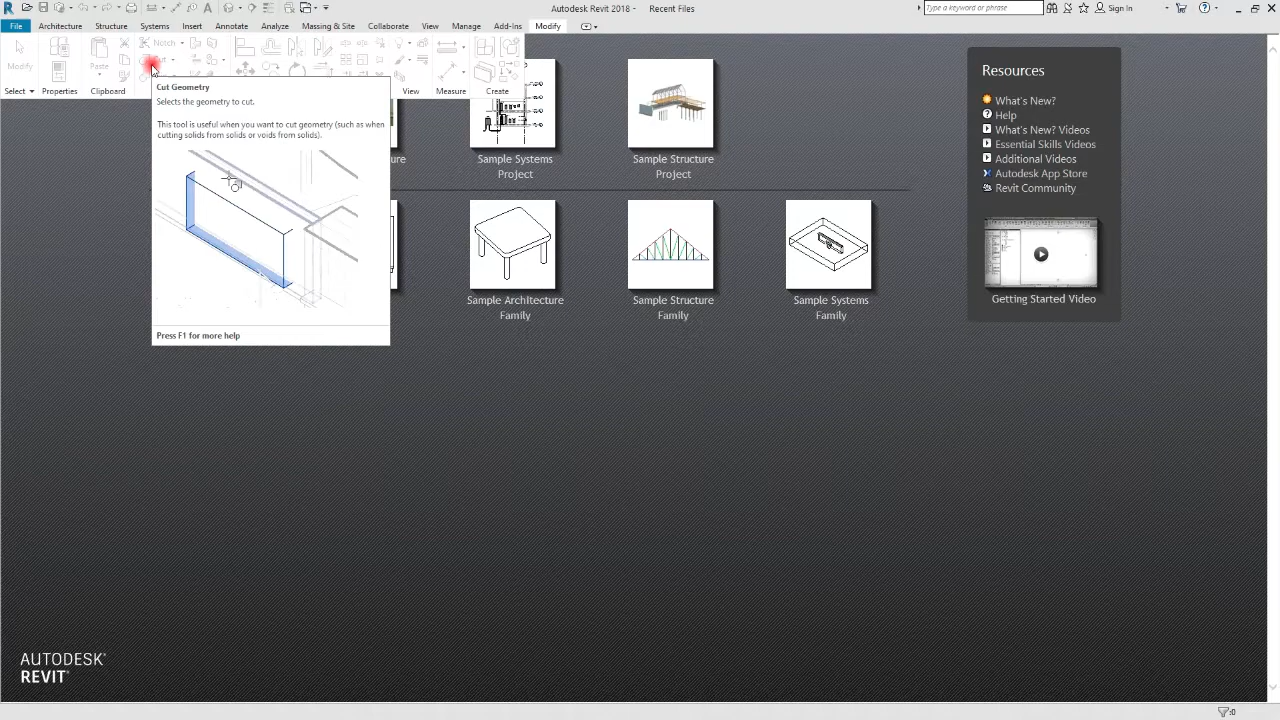 Autodesk Revit 2018 -    Recent Files
Type a keyword or phrase
Sign In
File
Architecture
Structure
Systems
Insert
Annotate
Analyze
Massing & Site
Collaborate
View
Manage
Add-Ins
Modify
Notch
Modify
Paste
Select
Properties
Clipboard
View
Measure
Create
Cut Geometry
Selects the geometry to cut.
This tool is useful when you want to cut geometry (such as when
cutting solids from solids or voids from solids).
Press F1 for more help
Sample Systems
Project
Sample Structure
Project
Sample Architecture
Family
Sample Structure
Family
Sample Systems
Family
Resources
What's New?
Help
What's New? Videos
Essential Skills Videos
Additional Videos
Autodesk App Store
Revit Community
Getting Started Video
AUTODESK®
REVIT®
:0